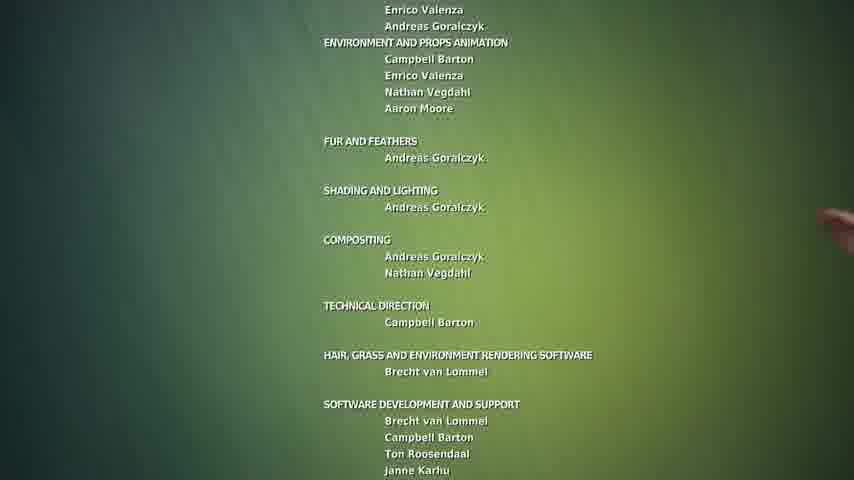 Enrico Valenza
Andreas Goralczyk
ENVIRONMENT AND PROPS ANIMATION
Campbell Barton
Enrico Valenza
Nathan Vegdahl
Aaron Moore
FUR AND FEATHERS
Andreas Goralczyk
SHADING AND LIGHTING
Andreas Goralczyk
COMPOSITING
Andreas Goralczyk
Nathan Vegdahl
TECHNICAL DIRECTION
Campbell Barton
HAIR, GRASS AND ENVIRONMENT RENDERING SOFTWARE
Brecht van Lommel
SOFTWARE DEVELOPMENT AND SUPPORT
Brecht van Lommel
Campbell Barton
Ton Roosendaal
Janne Karhu